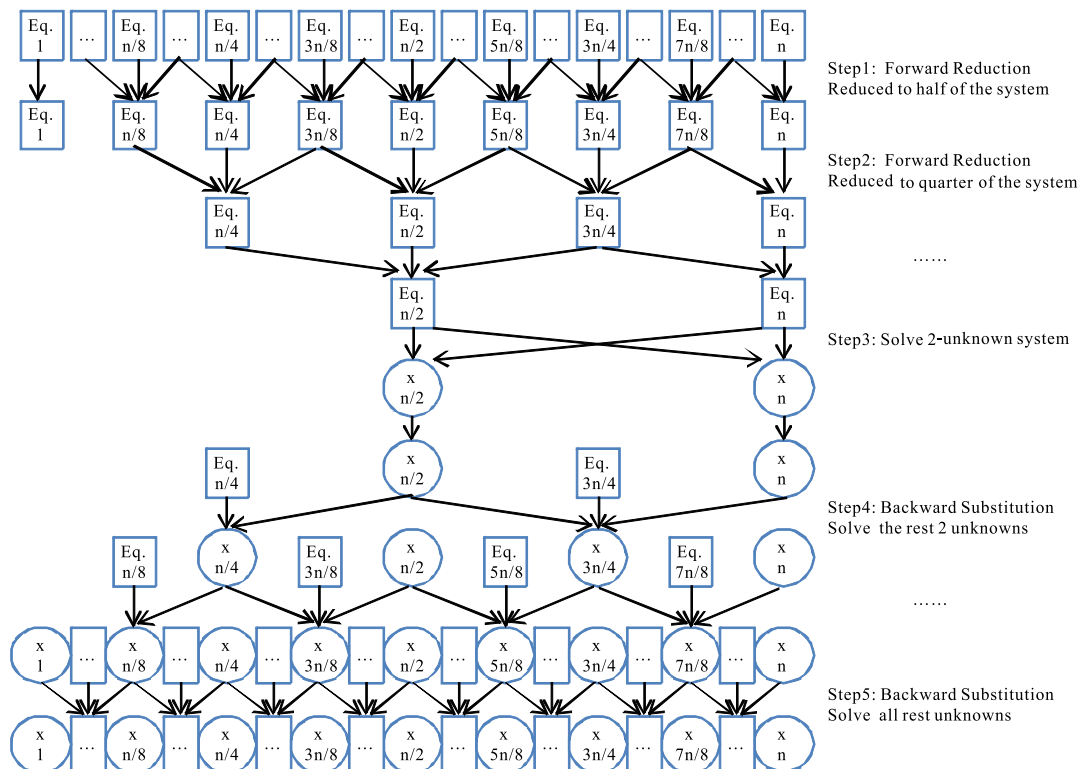 Eq. ... Eq. ... Eq. ... Eq. ... Eq. ... Eq. ... Eq. ... Eq. ... Eq.
1 n/8 n/4 3n/8 n/2 5n/8 3n/4 7n/8 n
Step1: Forward Reduction
Reduced to half of the system
Eq. Eq. Eq. Eq. Eq. Eq. Eq. Eq. Eq.
1 n/8 n/4 3n/8 n/2 5n/8 3n/4 7n/8 n
Step2: Forward Reduction
Reduced to quarter of the system
Eq. Eq. Eq. Eq.
n/4 n/2 3n/4 n
......
Eq. Eq.
n/2 n
Step3: Solve 2-unknown system
x x
n/2 n
Eq. x Eq. x
n/4 n/2 3n/4 n
Step4: Backward Substitution
Solve the rest 2 unknowns
Eq. x Eq. x Eq. x Eq. x
n/8 n/4 3n/8 n/2 5n/8 3n/4 7n/8 n
......
x ... x ... x ... x ... x ... x ... x ... x ... x
1 n/8 n/4 3n/8 n/2 5n/8 3n/4 7n/8 n
Step5: Backward Substitution
Solve all rest unknowns
x ... x ... x ... x ... x ... x ... x ... x ... x
1 n/8 n/4 3n/8 n/2 5n/8 3n/4 7n/8 n